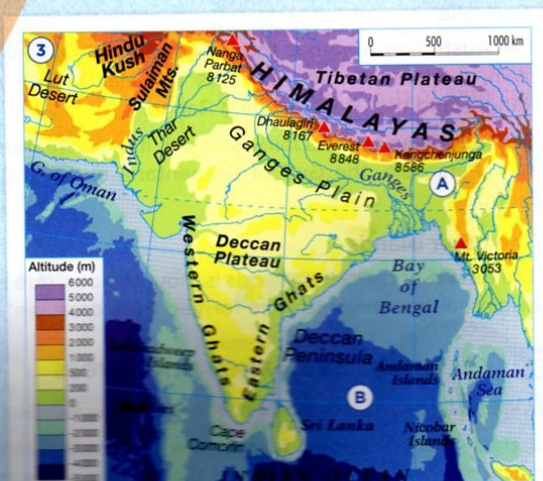 3
0 500 1000 km
Hindu
Kush
Sulaiman
Mts.
Nanga
Parbat
8125
HIMALAYAS
Tibetan Plateau
Lut
Desert
Indus
Thar
Desert
Dhaulagiri
8167
Everest
8848
Kangchenjunga
8586
Ganges Plain
Ganges
A
G. of Oman
Deccan
Plateau
Western Ghats
Eastern Ghats
Mt. Victoria
3053
Bay
of
Bengal
Altitude (m)
6000
5000
4000
3000
2000
1000
500
200
0
Deccan
Peninsula
Andaman
Islands
Andaman
Sea
B
Cape
Comorin
Sri Lanka
Nicobar
Islands